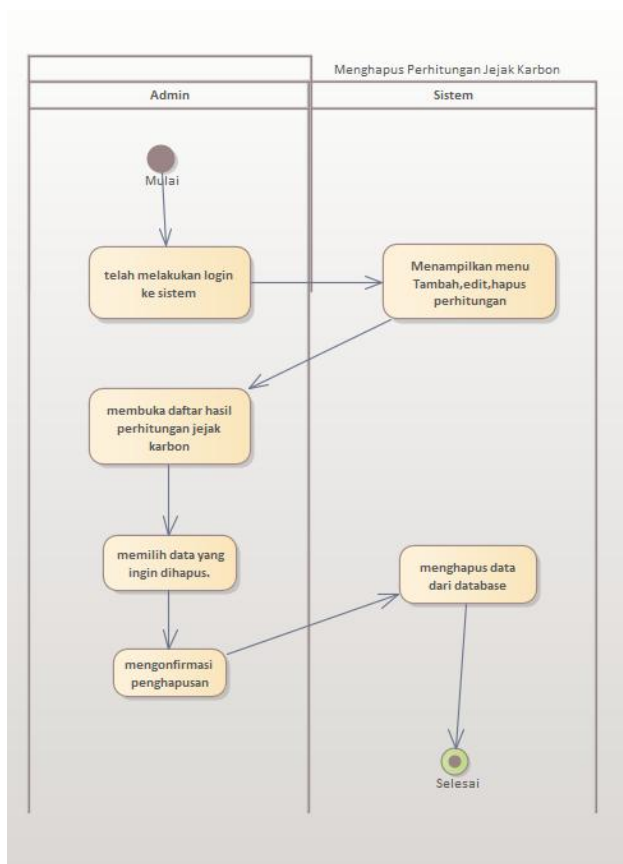 Menghapus Perhitungan Jejak Karbon
Admin
Sistem
Mulai
telah melakukan login
ke sistem
Menampilkan menu
Tambah,edit,hapus
perhitungan
membuka daftar hasil
perhitungan jejak
karbon
memilih data yang
ingin dihapus.
mengonfirmasi
penghapusan
menghapus data
dari database
Selesai